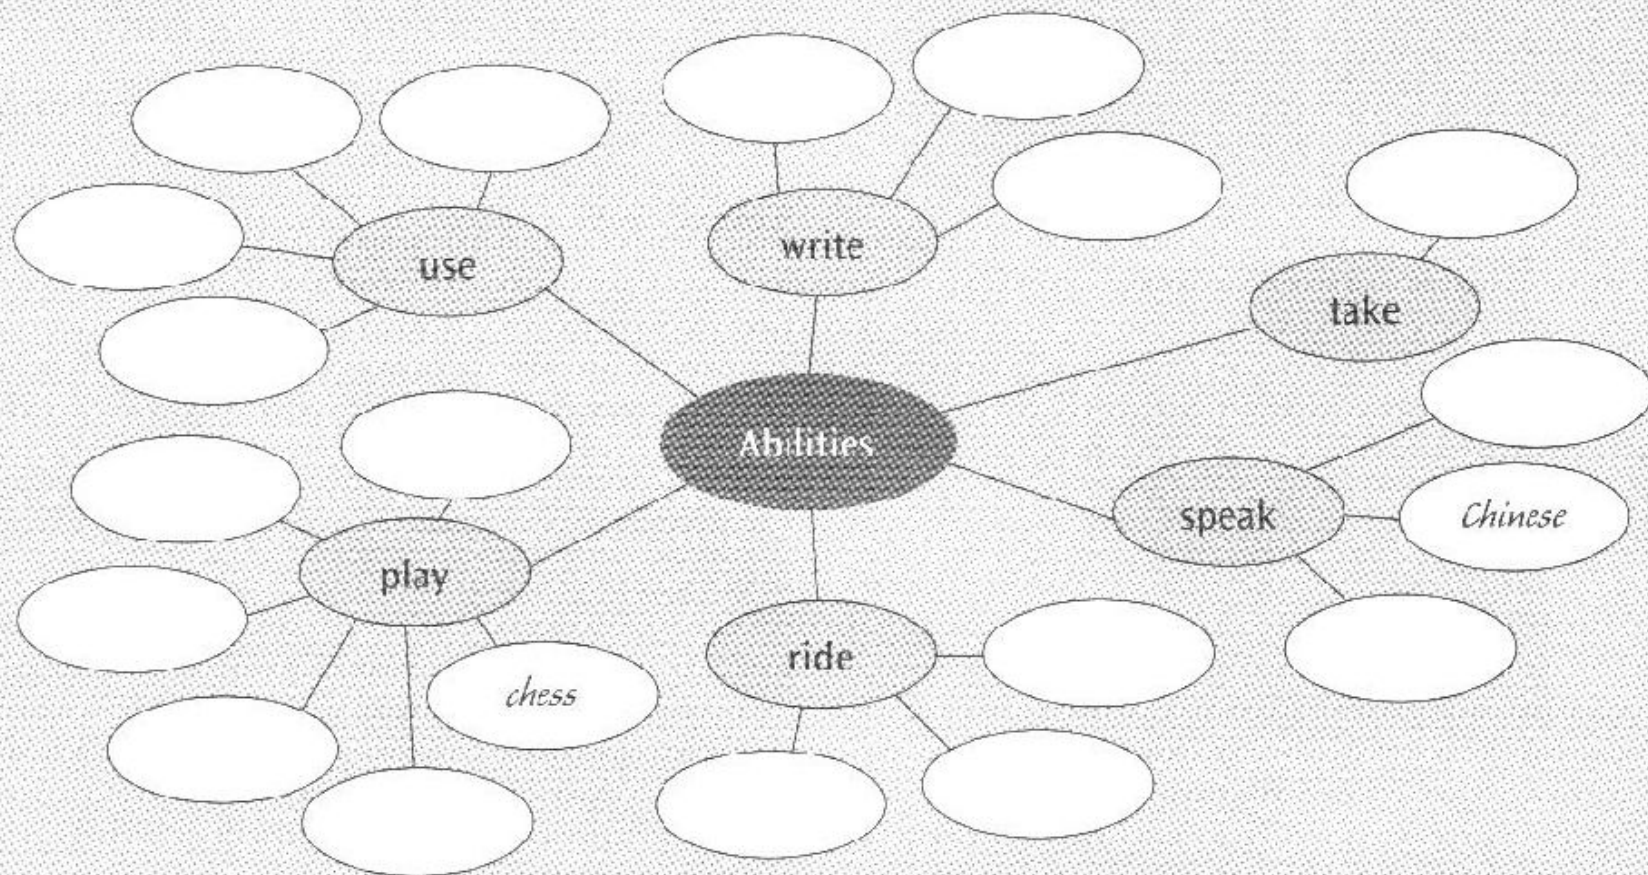 write
use
take
Abilities
speak
Chinese
play
ride
chess